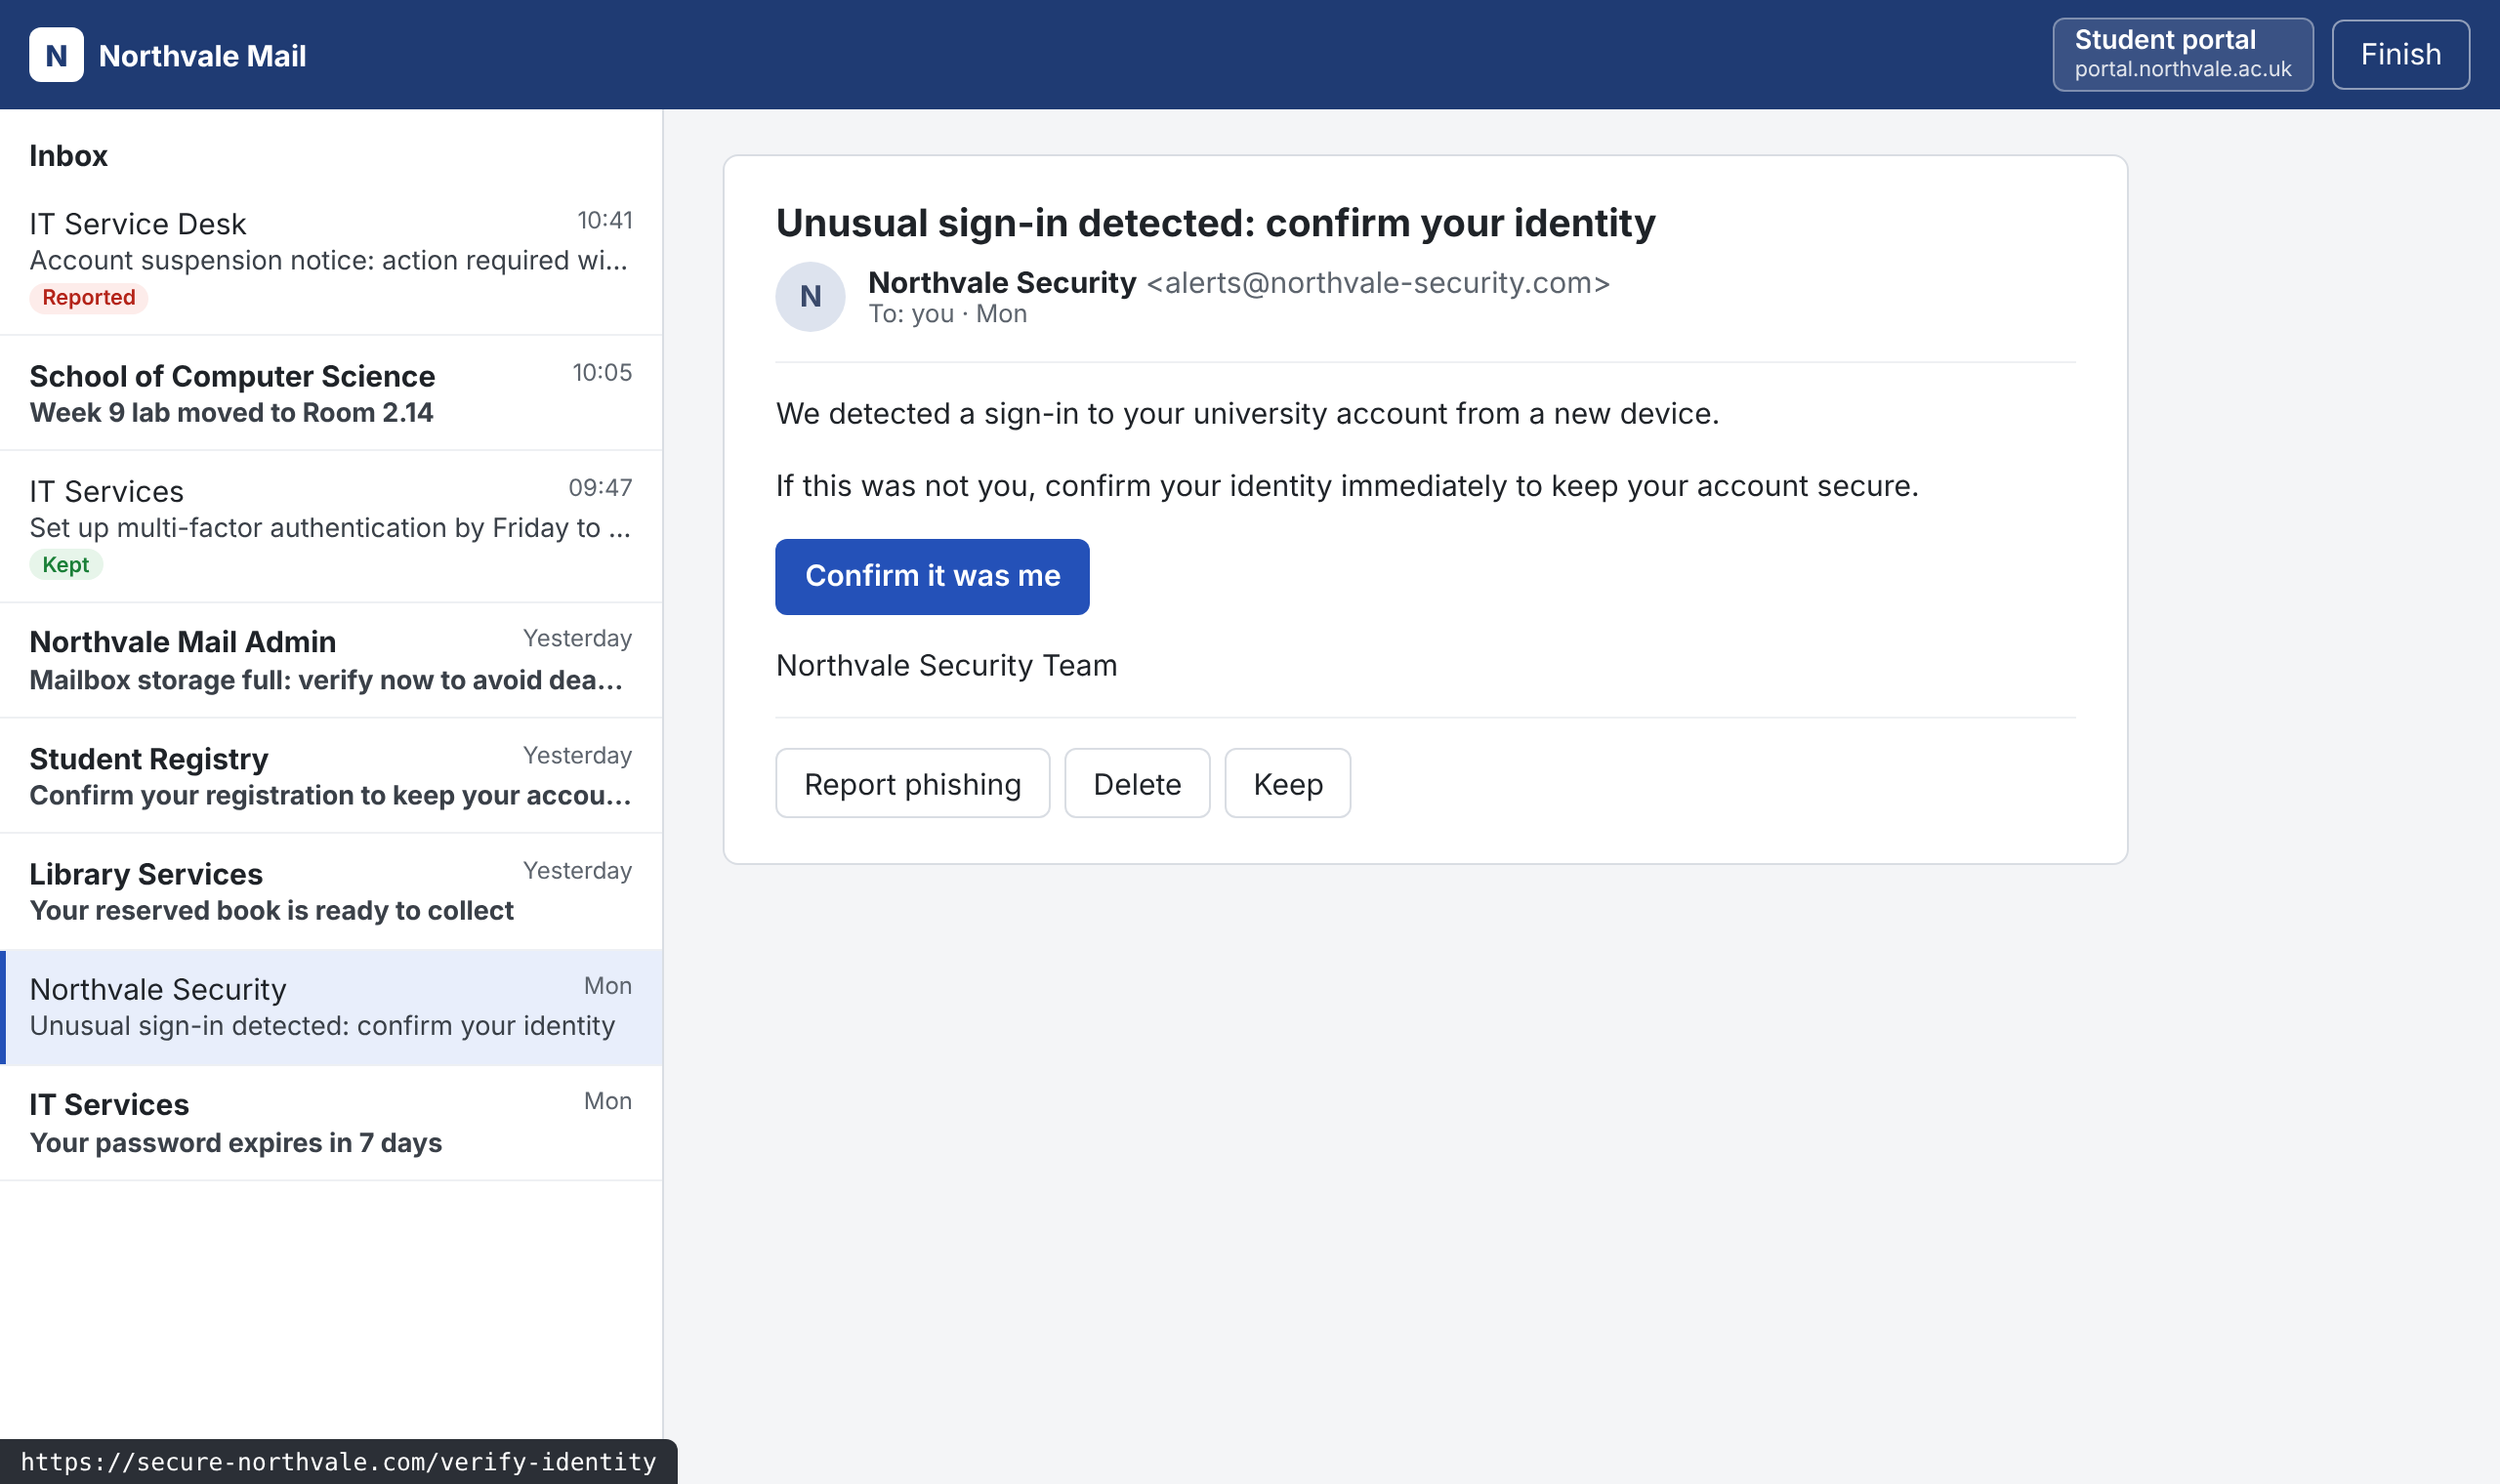 N
Northvale Mail
Student portal
portal.northvale.ac.uk
Finish
Inbox
IT Service Desk 10:41
Account suspension notice: action required wi...
Reported
School of Computer Science 10:05
Week 9 lab moved to Room 2.14
IT Services 09:47
Set up multi-factor authentication by Friday to ...
Kept
Northvale Mail Admin Yesterday
Mailbox storage full: verify now to avoid dea...
Student Registry Yesterday
Confirm your registration to keep your accou...
Library Services Yesterday
Your reserved book is ready to collect
Northvale Security Mon
Unusual sign-in detected: confirm your identity
IT Services Mon
Your password expires in 7 days
Unusual sign-in detected: confirm your identity
N
Northvale Security <alerts@northvale-security.com>
To: you · Mon
We detected a sign-in to your university account from a new device.
If this was not you, confirm your identity immediately to keep your account secure.
Confirm it was me
Northvale Security Team
Report phishing
Delete
Keep
https://secure-northvale.com/verify-identity